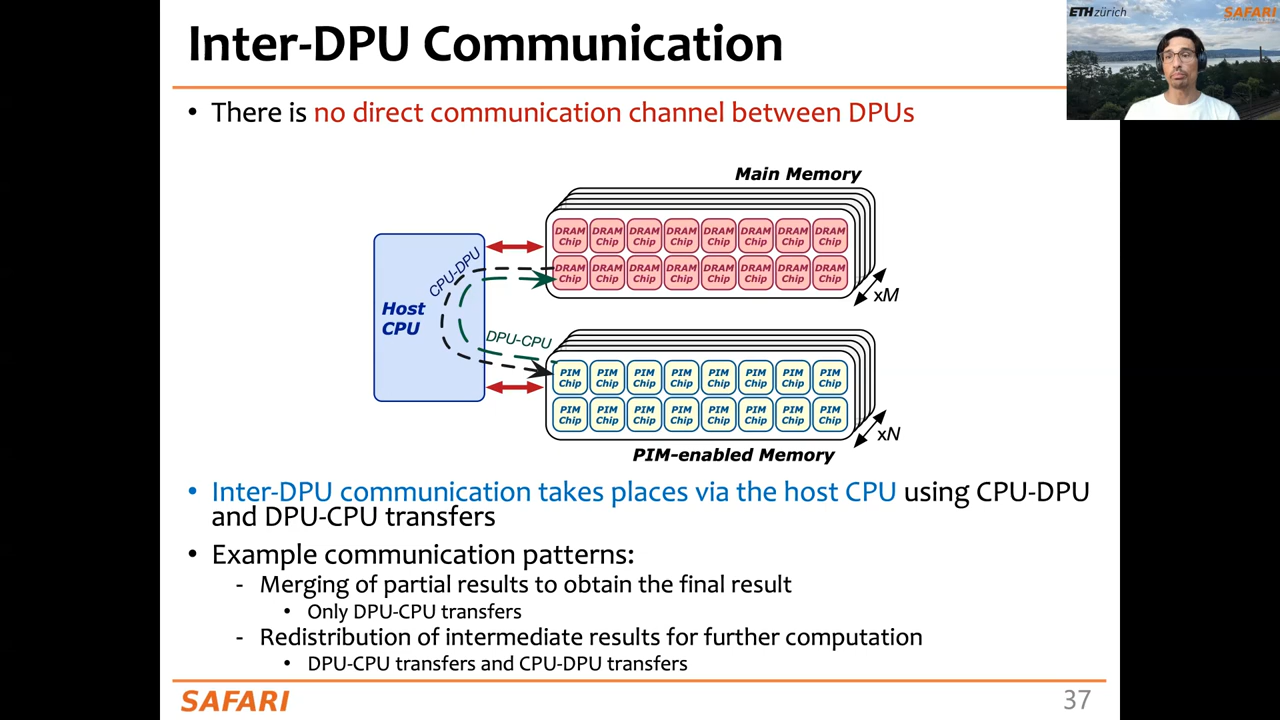 Inter-DPU Communication
ETH zürich
SAFARI
• There is no direct communication channel between DPUs
Main Memory
DRAM DRAM DRAM DRAM DRAM DRAM DRAM DRAM
Chip Chip Chip Chip Chip Chip Chip Chip
DRAM DRAM DRAM DRAM DRAM DRAM DRAM DRAM
Chip Chip Chip Chip Chip Chip Chip Chip
xM
CPU-DPU
Host
CPU
DPU-CPU
PIM PIM PIM PIM PIM PIM PIM PIM
Chip Chip Chip Chip Chip Chip Chip Chip
PIM PIM PIM PIM PIM PIM PIM PIM
Chip Chip Chip Chip Chip Chip Chip Chip
xN
PIM-enabled Memory
• Inter-DPU communication takes places via the host CPU using CPU-DPU
and DPU-CPU transfers
• Example communication patterns:
- Merging of partial results to obtain the final result
• Only DPU-CPU transfers
- Redistribution of intermediate results for further computation
• DPU-CPU transfers and CPU-DPU transfers
SAFARI
37